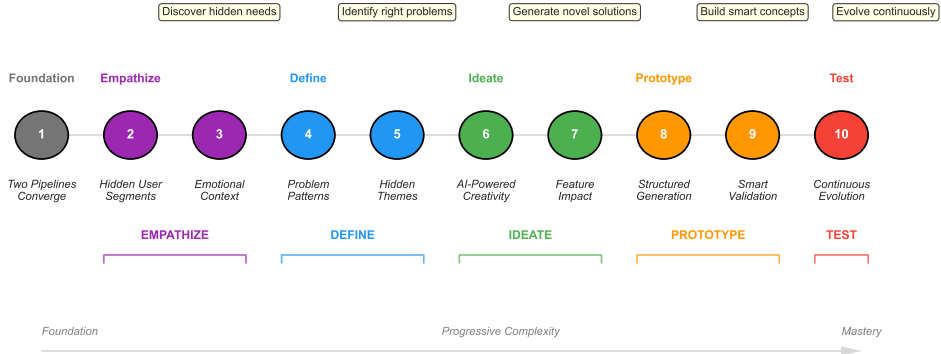 Discover hidden needs
Identify right problems
Generate novel solutions
Build smart concepts
Evolve continuously
Foundation
Empathize
Define
Ideate
Prototype
Test
1
2
3
4
5
6
7
8
9
10
Two Pipelines
Converge
Hidden User
Segments
Emotional
Context
Problem
Patterns
Hidden
Themes
AI-Powered
Creativity
Feature
Impact
Structured
Generation
Smart
Validation
Continuous
Evolution
EMPATHIZE
DEFINE
IDEATE
PROTOTYPE
TEST
Foundation
Progressive Complexity
Mastery